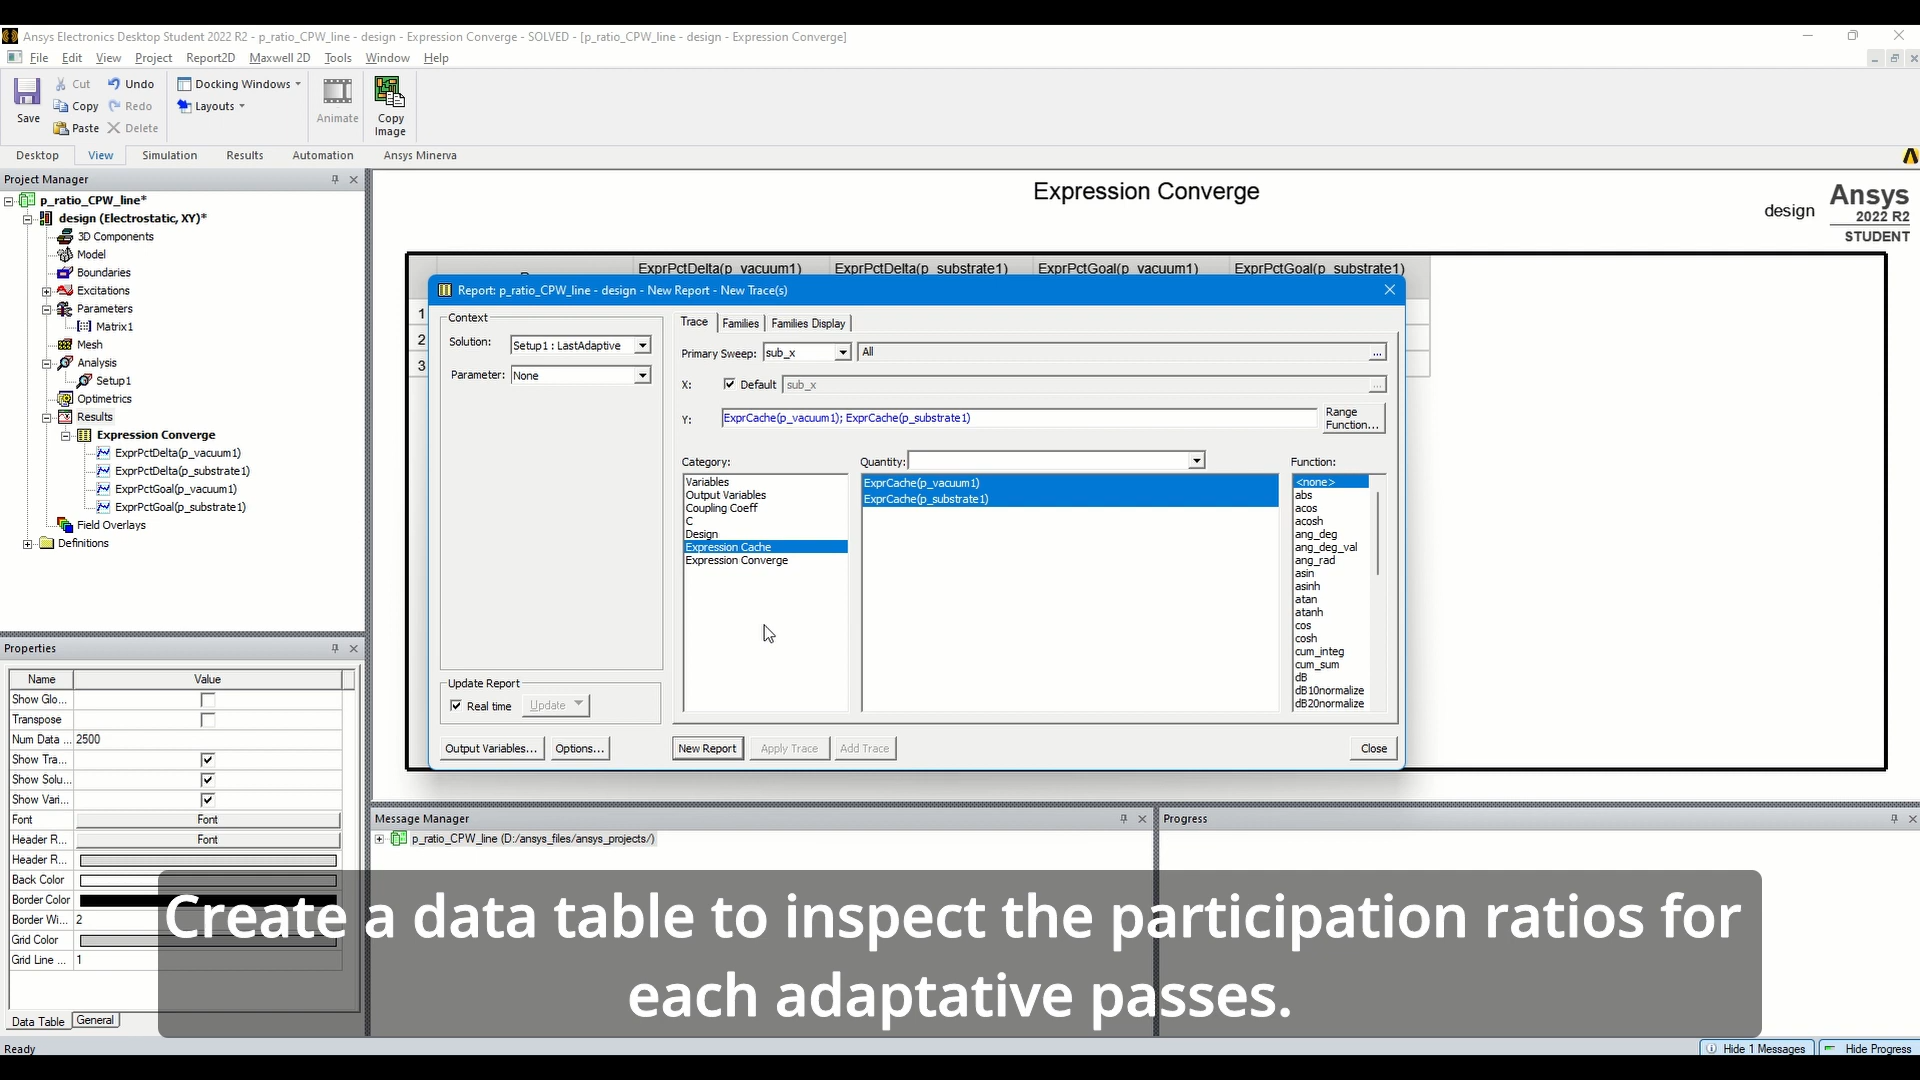 Ansys Electronics Desktop Student 2022 R2 - p_ratio_CPW_line - design - Expression Converge - SOLVED - [p_ratio_CPW_line - design - Expression Converge]
File Edit View Project Report2D Maxwell 2D Tools Window Help
Save
Cut
Copy
Paste
Undo
Redo
Delete
Docking Windows
Layouts
Animate
Copy Image
Desktop View Simulation Results Automation Ansys Minerva
Project Manager
p_ratio_CPW_line*
design (Electrostatic, XY)*
3D Components
Model
Boundaries
Excitations
Parameters
Matrix1
Mesh
Analysis
Setup1
Optimetrics
Results
Expression Converge
ExprPctDelta(p_vacuum1)
ExprPctDelta(p_substrate1)
ExprPctGoal(p_vacuum1)
ExprPctGoal(p_substrate1)
Field Overlays
Definitions
Properties
Name Value
Show Glo...
Transpose
Num Data ... 2500
Show Tra...
Show Solu...
Show Vari...
Font Font
Header R... Font
Header R...
Back Color
Border Color
Border Wi... 2
Grid Color
Grid Line ... 1
Data Table General
Ready
Expression Converge
design
Ansys
2022 R2
STUDENT
ExprPctDelta(p_vacuum1) ExprPctDelta(p_substrate1) ExprPctGoal(p_vacuum1) ExprPctGoal(p_substrate1)
1
2
3
Report: p_ratio_CPW_line - design - New Report - New Trace(s)
Context
Solution: Setup1 : LastAdaptive
Parameter: None
Update Report
Real time Update
Output Variables... Options...
Trace Families Families Display
Primary Sweep: sub_x All ...
X: Default sub_x ...
Y: ExprCache(p_vacuum1); ExprCache(p_substrate1)
Range Function...
Category:
Variables
Output Variables
Coupling Coeff
C
Design
Expression Cache
Expression Converge
Quantity:
ExprCache(p_vacuum1)
ExprCache(p_substrate1)
Function:
<none>
abs
acos
acosh
ang_deg
ang_deg_val
ang_rad
asin
asinh
atan
atanh
cos
cosh
cum_integ
cum_sum
dB
dB10normalize
dB20normalize
New Report Apply Trace Add Trace Close
Message Manager
p_ratio_CPW_line (D:/ansys_files/ansys_projects/)
Progress
Create a data table to inspect the participation ratios for
each adaptative passes.
Hide 1 Messages Hide Progress